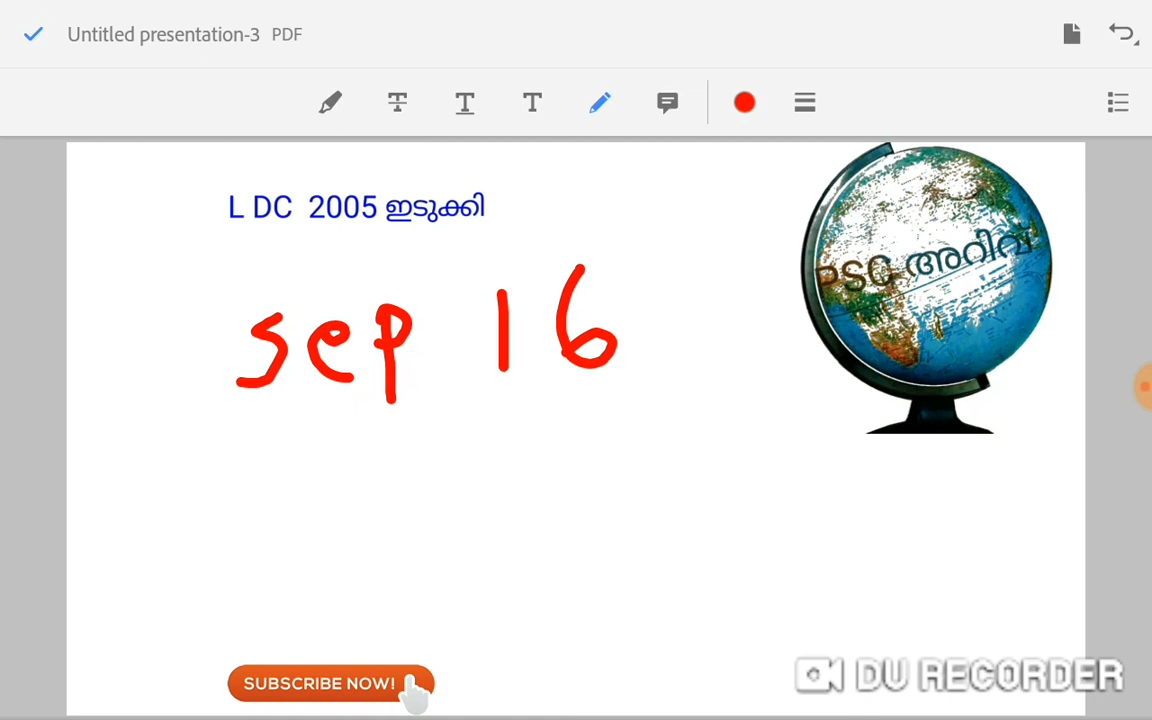 Untitled presentation-3 PDF
L DC 2005 ഇടുക്കി
PSC അറിവ്
sep 16
SUBSCRIBE NOW!
DU RECORDER